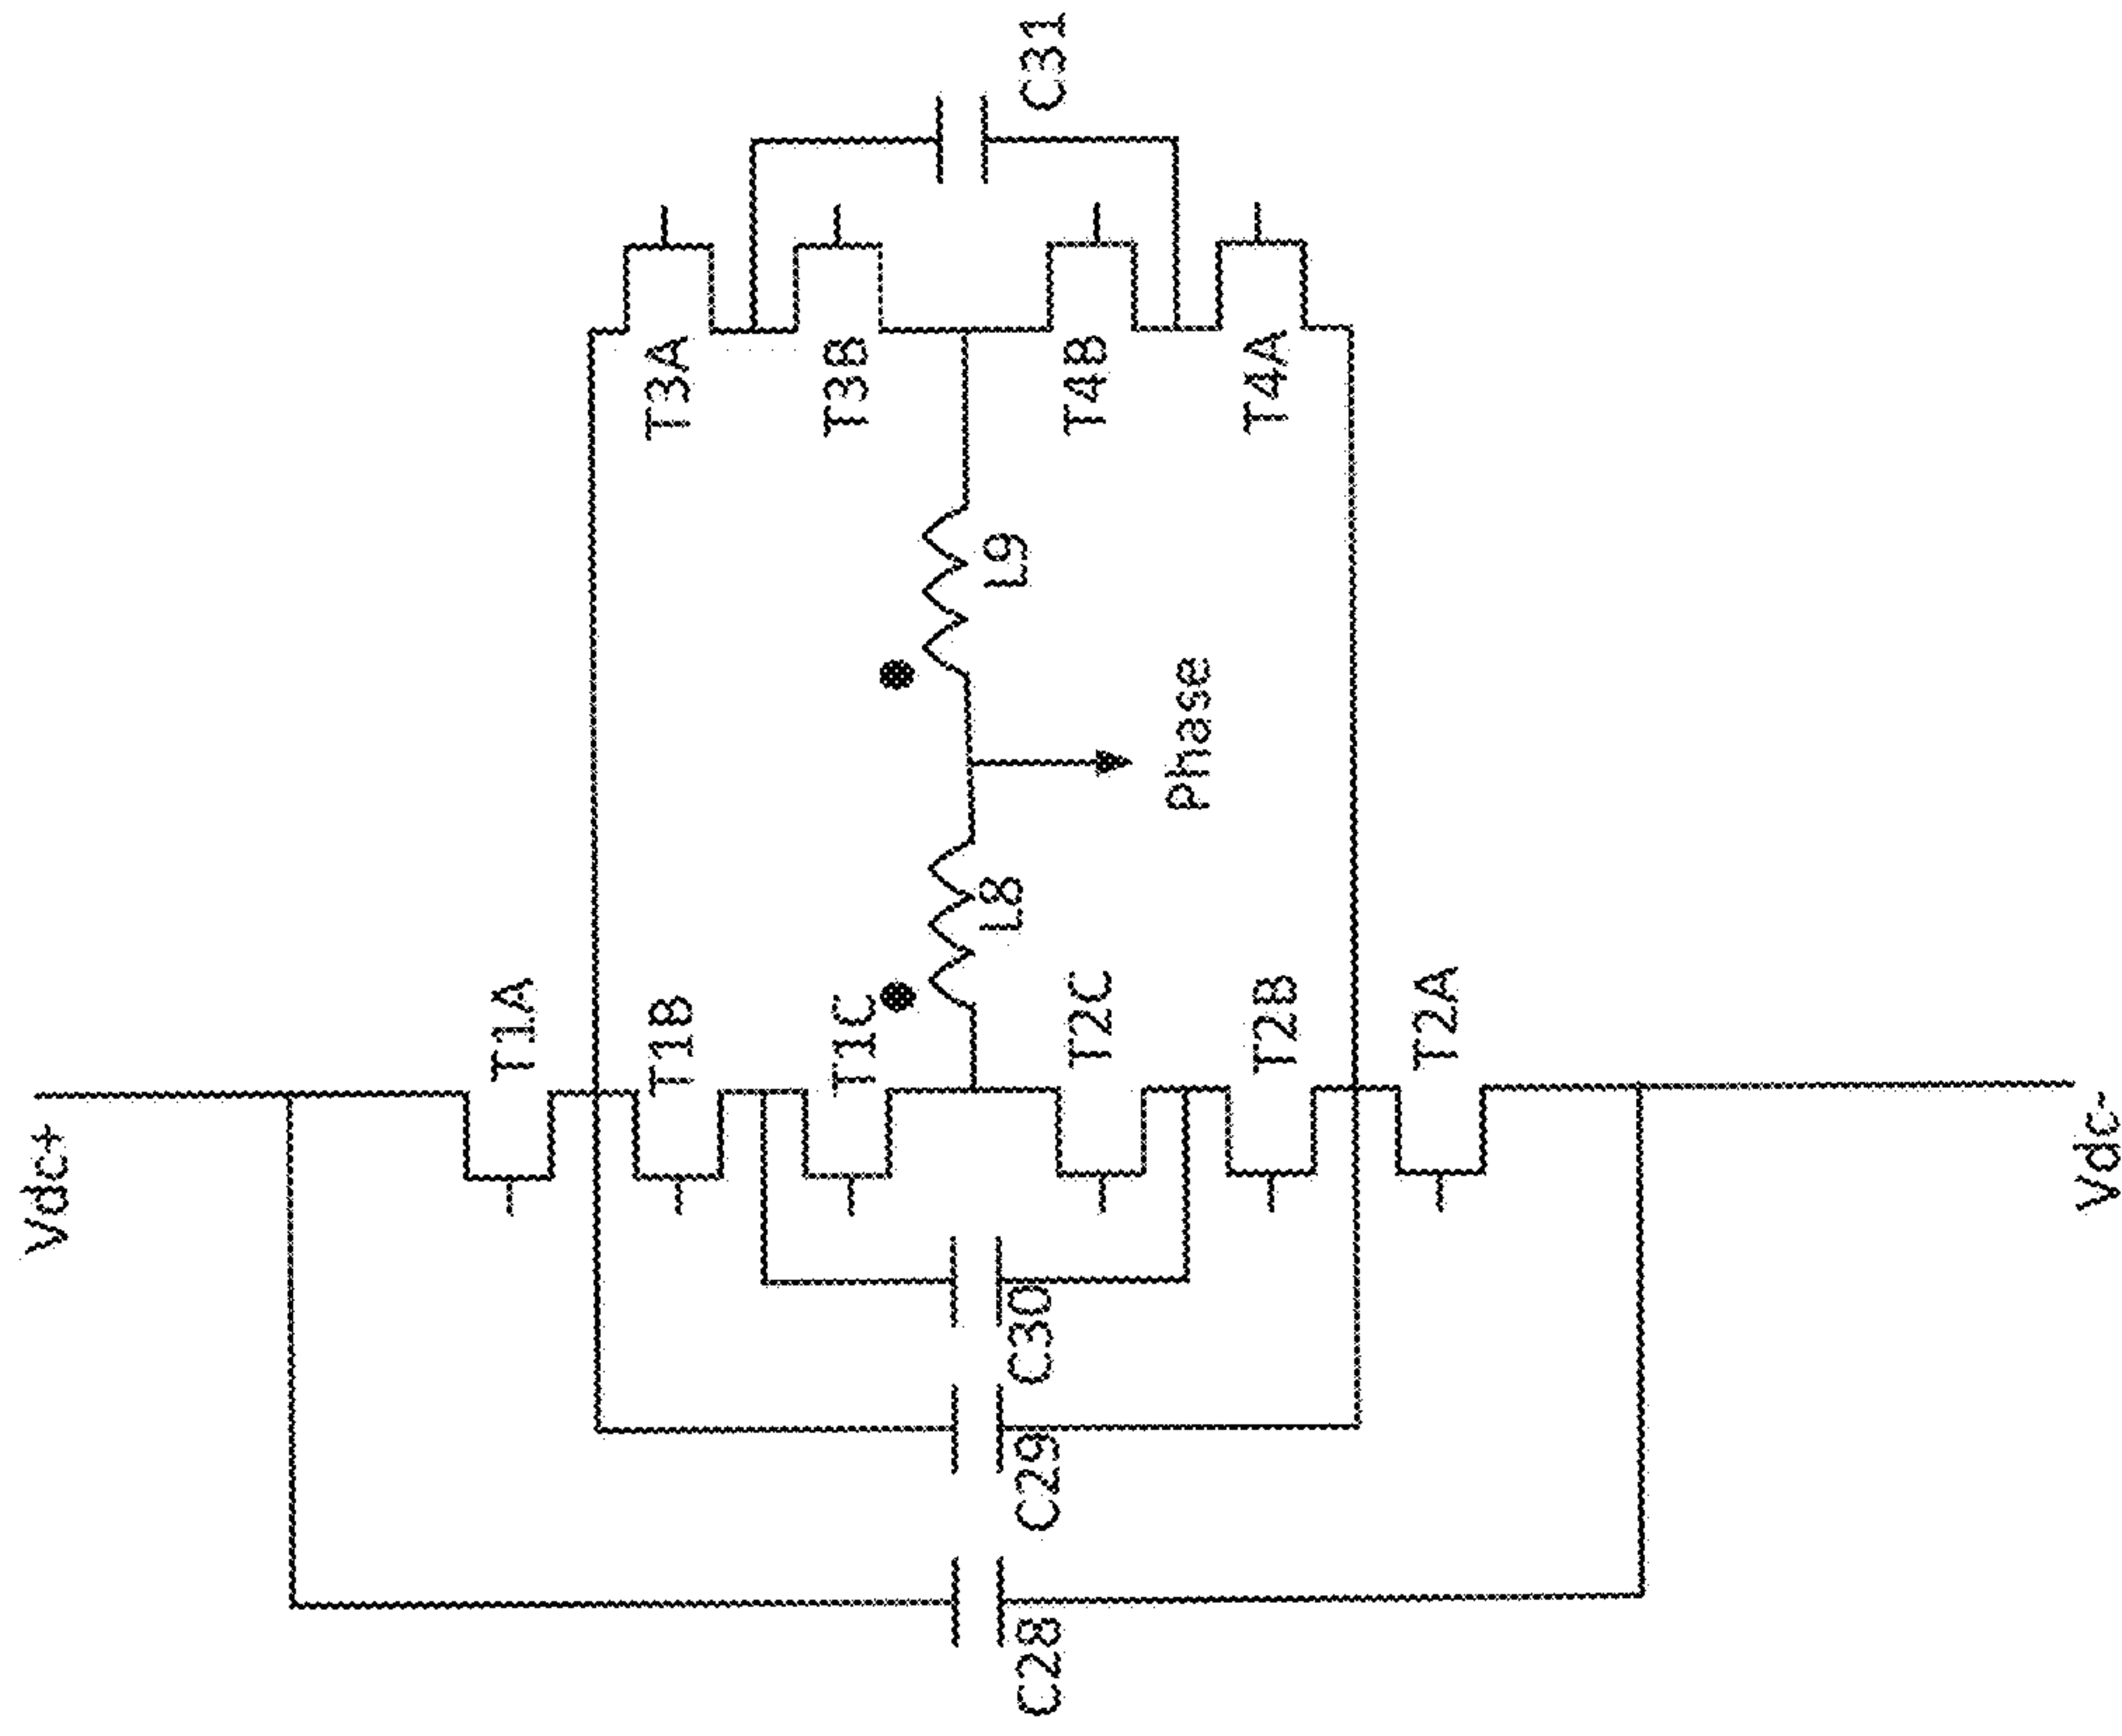 Vdc+
C28
C29
C30
T1A
T1B
T1C
T2C
T2B
T2A
L8
Phase
L9
T3A
T3B
T4B
T4A
C31
Vdc-